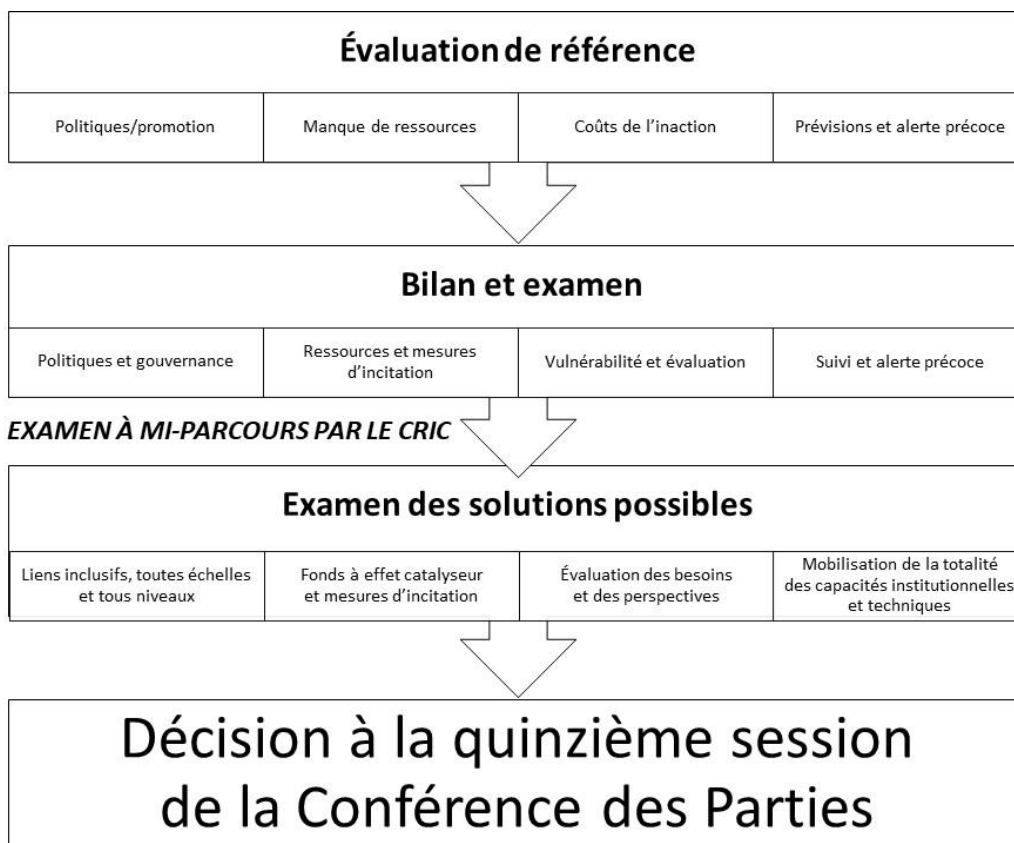 Évaluation de référence
Politiques/promotion
Manque de ressources
Coûts de l'inaction
Prévisions et alerte précoce
Bilan et examen
Politiques et gouvernance
Ressources et mesures
d'incitation
Vulnérabilité et évaluation
Suivi et alerte précoce
EXAMEN À MI-PARCOURS PAR LE CRIC
Examen des solutions possibles
Liens inclusifs, toutes échelles
et tous niveaux
Fonds à effet catalyseur
et mesures d'incitation
Évaluation des besoins
et des perspectives
Mobilisation de la totalité
des capacités institutionnelles
et techniques
Décision à la quinzième session
de la Conférence des Parties